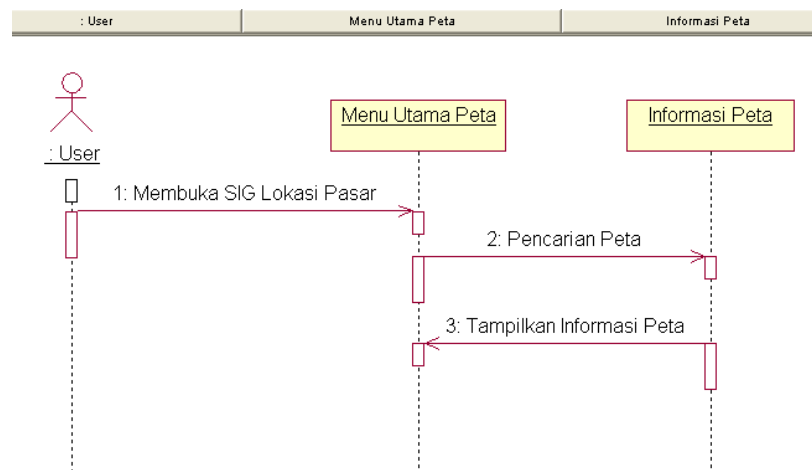 : User
Menu Utama Peta
Informasi Peta
Menu Utama Peta
Informasi Peta
: User
1: Membuka SIG Lokasi Pasar
2: Pencarian Peta
3: Tampilkan Informasi Peta